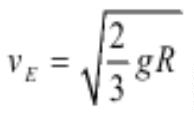 v_E = √(2/3 gR)